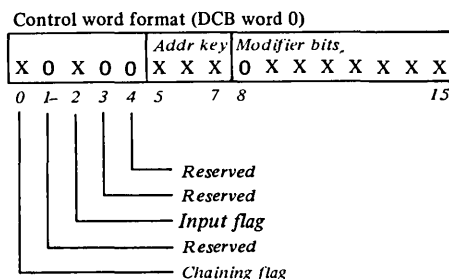 Control word format (DCB word 0)
Addr key Modifier bits
X 0 X 0 0 X X X 0 X X X X X X X
0 1 2 3 4 5 7 8 15
Reserved
Reserved
Input flag
Reserved
Chaining flag